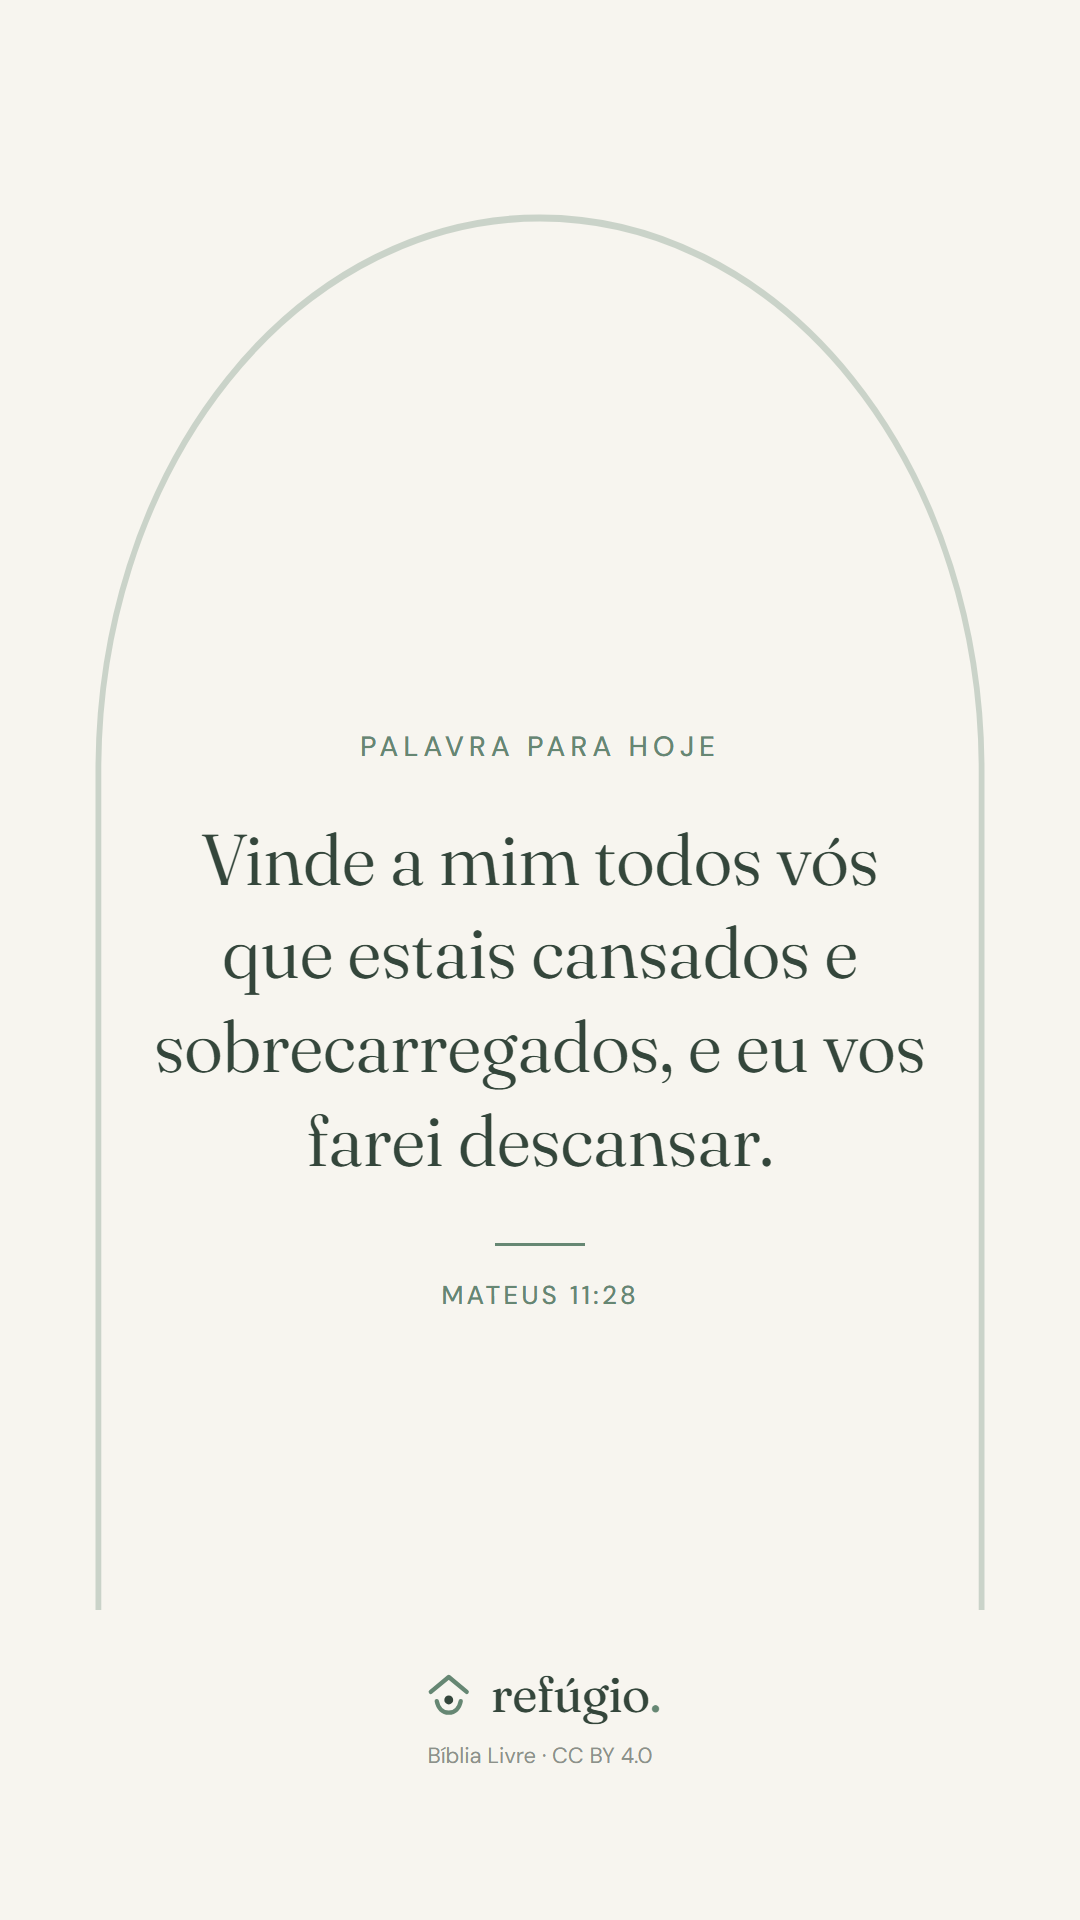 PALAVRA PARA HOJE
Vinde a mim todos vós
que estais cansados e
sobrecarregados, e eu vos
farei descansar.
MATEUS 11:28
refúgio.
Bíblia Livre · CC BY 4.0